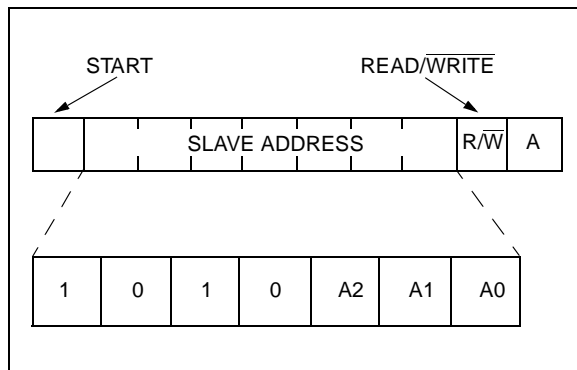 START READ/WRITE
SLAVE ADDRESS R/W A
1 0 1 0 A2 A1 A0